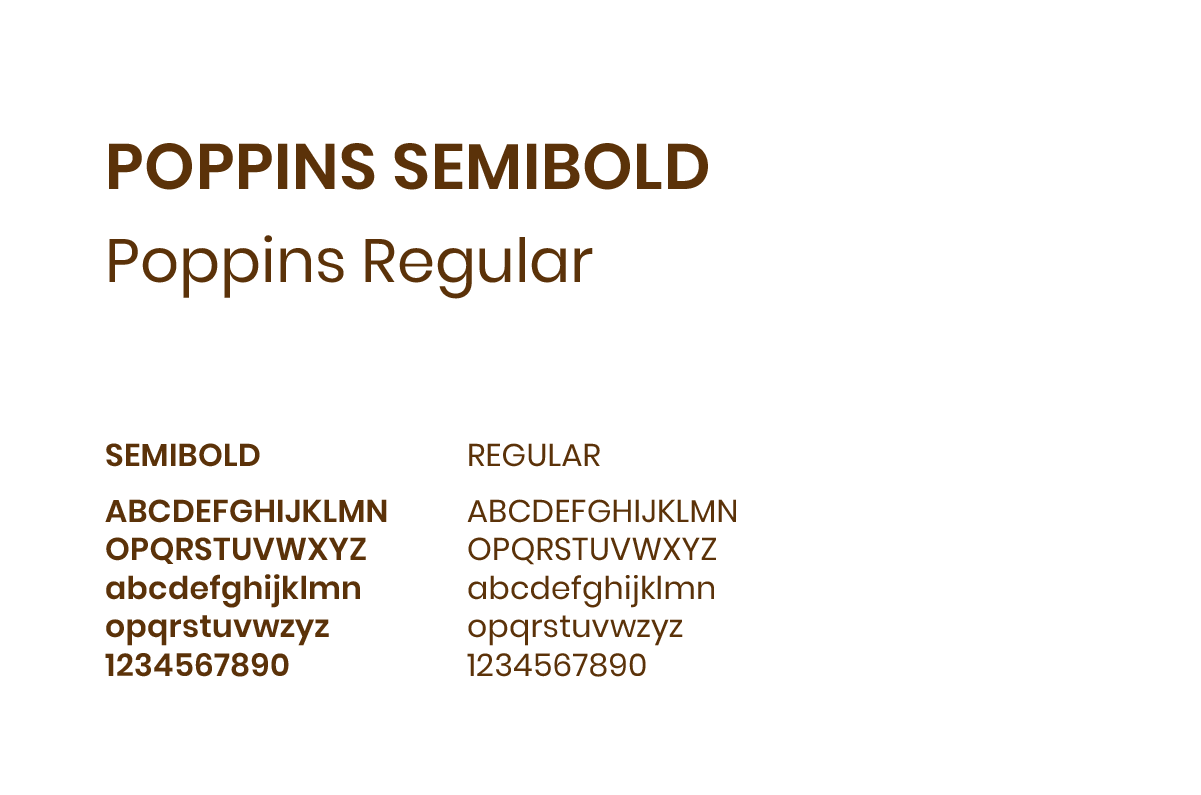 POPPINS SEMIBOLD
Poppins Regular
SEMIBOLD
ABCDEFGHIJKLMN
OPQRSTUVWXYZ
abcdefghijklmn
opqrstuvwzyz
1234567890
REGULAR
ABCDEFGHIJKLMN
OPQRSTUVWXYZ
abcdefghijklmn
opqrstuvwzyz
1234567890